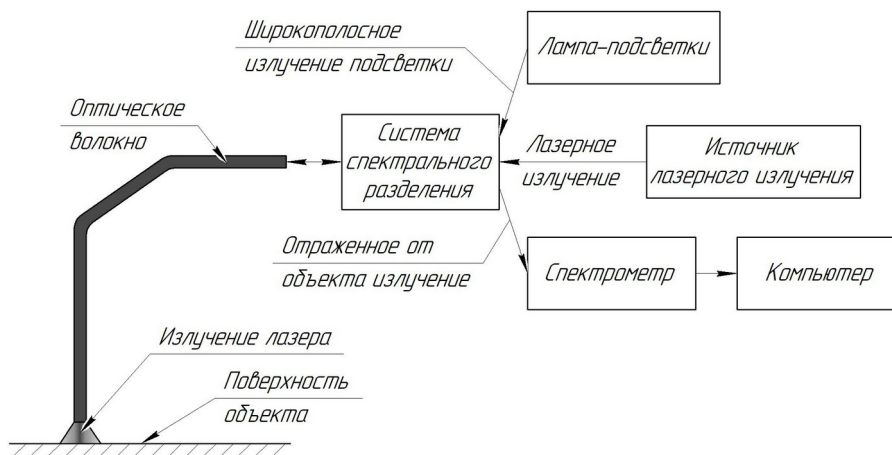 Широкополосное
излучение подсветки
Лампа-подсветки
Оптическое
волокно
Система
спектрального
разделения
Лазерное
излучение
Источник
лазерного излучения
Отраженное от
объекта излучение
Спектрометр
Компьютер
Излучение лазера
Поверхность
объекта